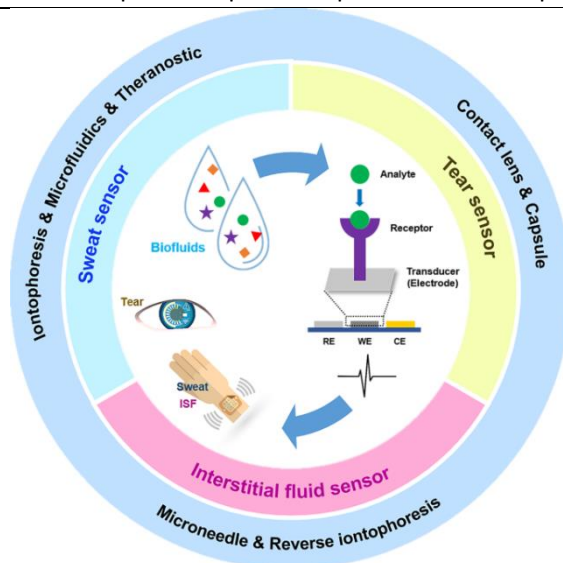 Iontophoresis & Microfluidics & Theranostic
Sweat sensor
Contact lens & Capsule
Tear sensor
Biofluids
Analyte
Receptor
Transducer
(Electrode)
RE WE CE
Tear
Sweat
ISF
Interstitial fluid sensor
Microneedle & Reverse iontophoresis